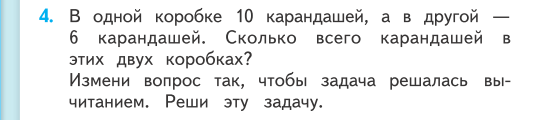 4. В одной коробке 10 карандашей, а в другой —
6 карандашей. Сколько всего карандашей в
этих двух коробках?
Измени вопрос так, чтобы задача решалась вы-
читанием. Реши эту задачу.